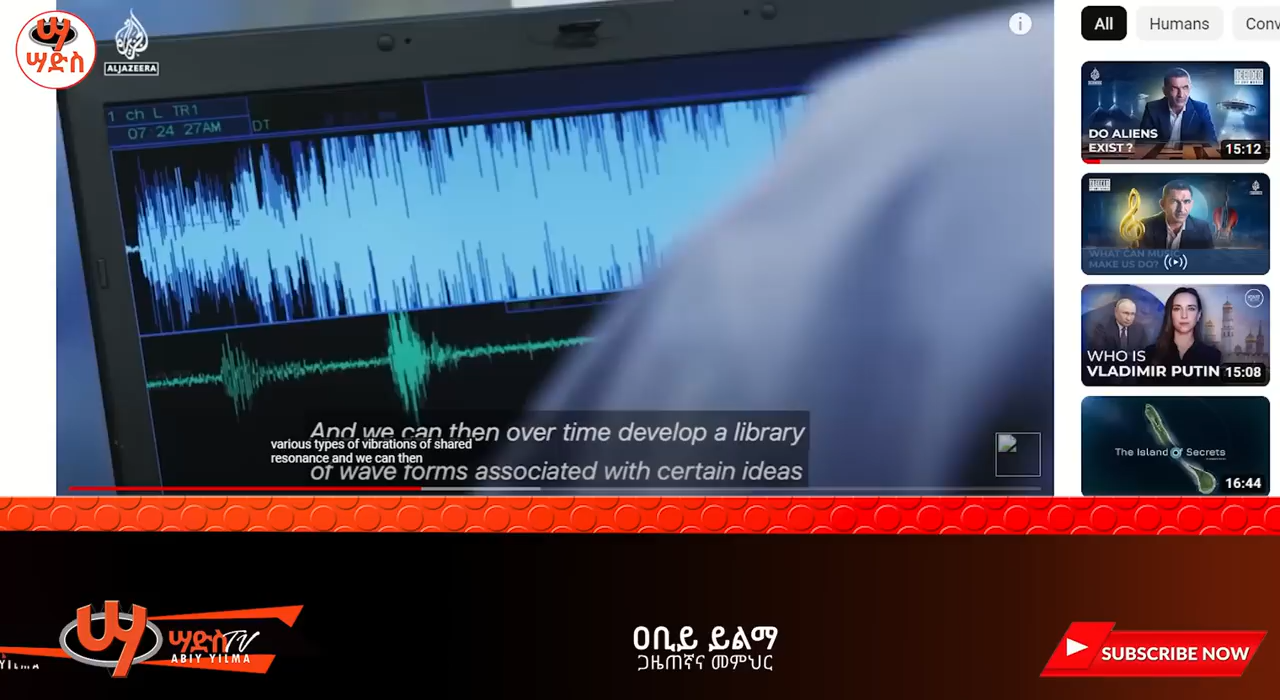 ሣድስ
ALJAZEERA
1 ch L TR1
07 24 27AM
DT
And we can then over time develop a library
of wave forms associated with certain ideas
various types of vibrations of shared
resonance and we can then
All
Humans
Conv
DO ALIENS
EXIST?
15:12
WHAT CAN MUSIC
MAKE US DO?
WHO IS
VLADIMIR PUTIN
15:08
The Island of Secrets
16:44
ሣድስ TV
ABIY YILMA
ዐቢይ ይልማ
ጋዜጠኛና መምህር
SUBSCRIBE NOW